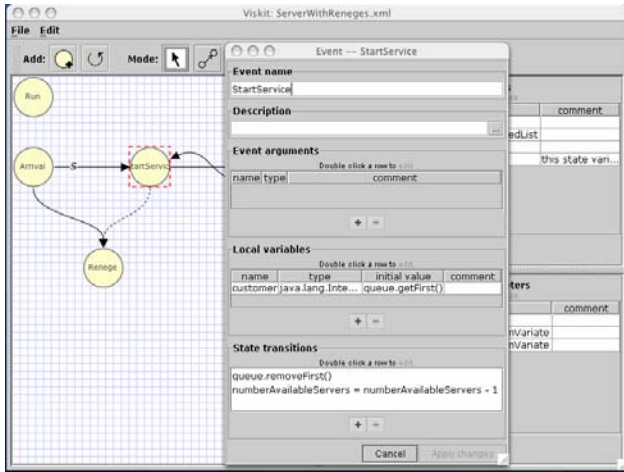 Viskit: ServerWithReneges.xml
File Edit
Add: Mode:
Event -- StartService
Event name
StartService
Description
...
Event arguments
Double click a row to edit.
name type comment
+ −
Local variables
Double click a row to edit.
name type initial value comment
customer java.lang.Inte... queue.getFirst()
+ −
State transitions
Double click a row to edit.
queue.removeFirst()
numberAvailableServers = numberAvailableServers - 1
+ −
Cancel Apply changes
Run
Arrival
S
tartServic
Renege
s
comment
edList
this state vari...
ters
comment
mVariate
mVariate